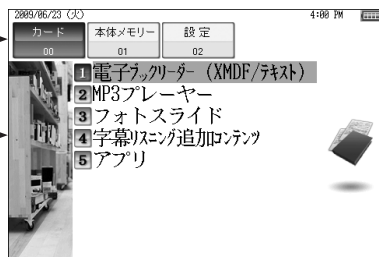 2009/06/23 (火) 4:00 PM
カード 本体メモリー 設定
00 01 02
1 電子ブックリーダー (XMDF/テキスト)
2 MP3プレーヤー
3 フォトスライド
4 字幕リスニング追加コンテンツ
5 アプリ